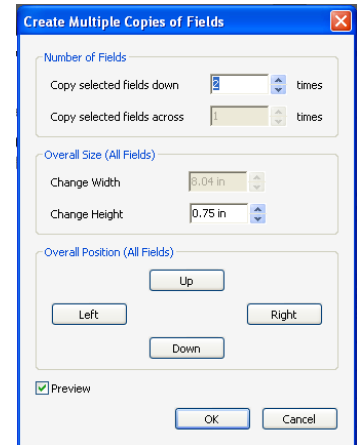 Create Multiple Copies of Fields
Number of Fields
Copy selected fields down 2 times
Copy selected fields across 1 times
Overall Size (All Fields)
Change Width 8.04 in
Change Height 0.75 in
Overall Position (All Fields)
Up
Left Right
Down
Preview
OK Cancel